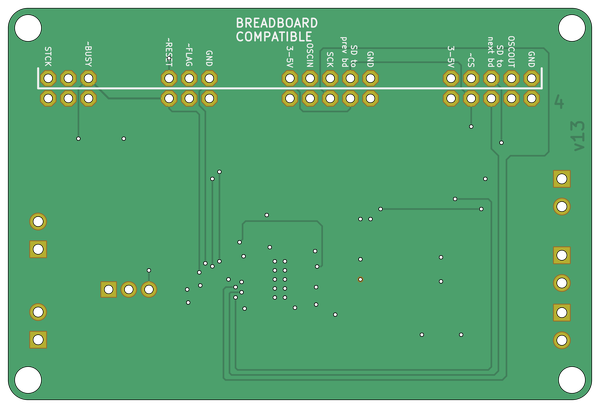 BREADBOARD
COMPATIBLE
STCK
~BUSY
~RESET
~FLAG
GND
3-5V
OSCIN
SCK
SD to
prev bd
GND
3-5V
~CS
SD to
next bd
OSCOUT
GND
4
v13